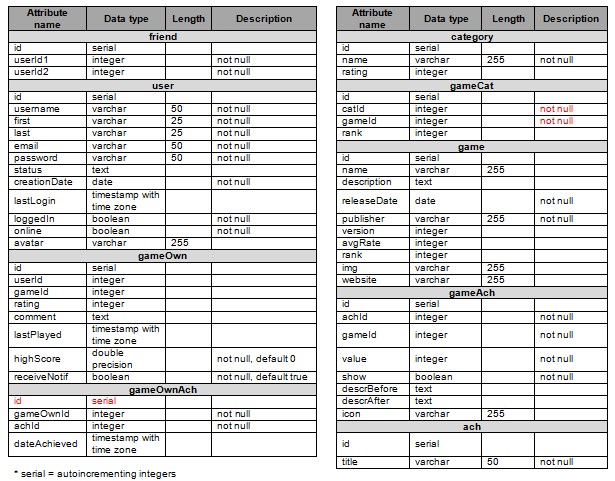 Attribute name Data type Length Description
friend
id serial
userId1 integer not null
userId2 integer not null
user
id serial
username varchar 50 not null
first varchar 25 not null
last varchar 25 not null
email varchar 50 not null
password varchar 50 not null
status text
creationDate date not null
lastLogin timestamp with time zone
loggedIn boolean not null
online boolean not null
avatar varchar 255
gameOwn
id serial
userId integer
gameId integer
rating integer
comment text
lastPlayed timestamp with time zone
highScore double precision not null, default 0
receiveNotif boolean not null, default true
gameOwnAch
id serial
gameOwnId integer not null
achId integer not null
dateAchieved timestamp with time zone
* serial = autoincrementing integers
Attribute name Data type Length Description
category
id serial
name varchar 255 not null
rating integer
gameCat
id serial
catId integer not null
gameId integer not null
rank integer
game
id serial
name varchar 255
description text
releaseDate date not null
publisher varchar 255 not null
version integer
avgRate integer
rank integer
img varchar 255
website varchar 255
gameAch
id serial
achId integer not null
gameId integer not null
value integer not null
show boolean not null
descrBefore text
descrAfter text
icon varchar 255
ach
id serial
title varchar 50 not null